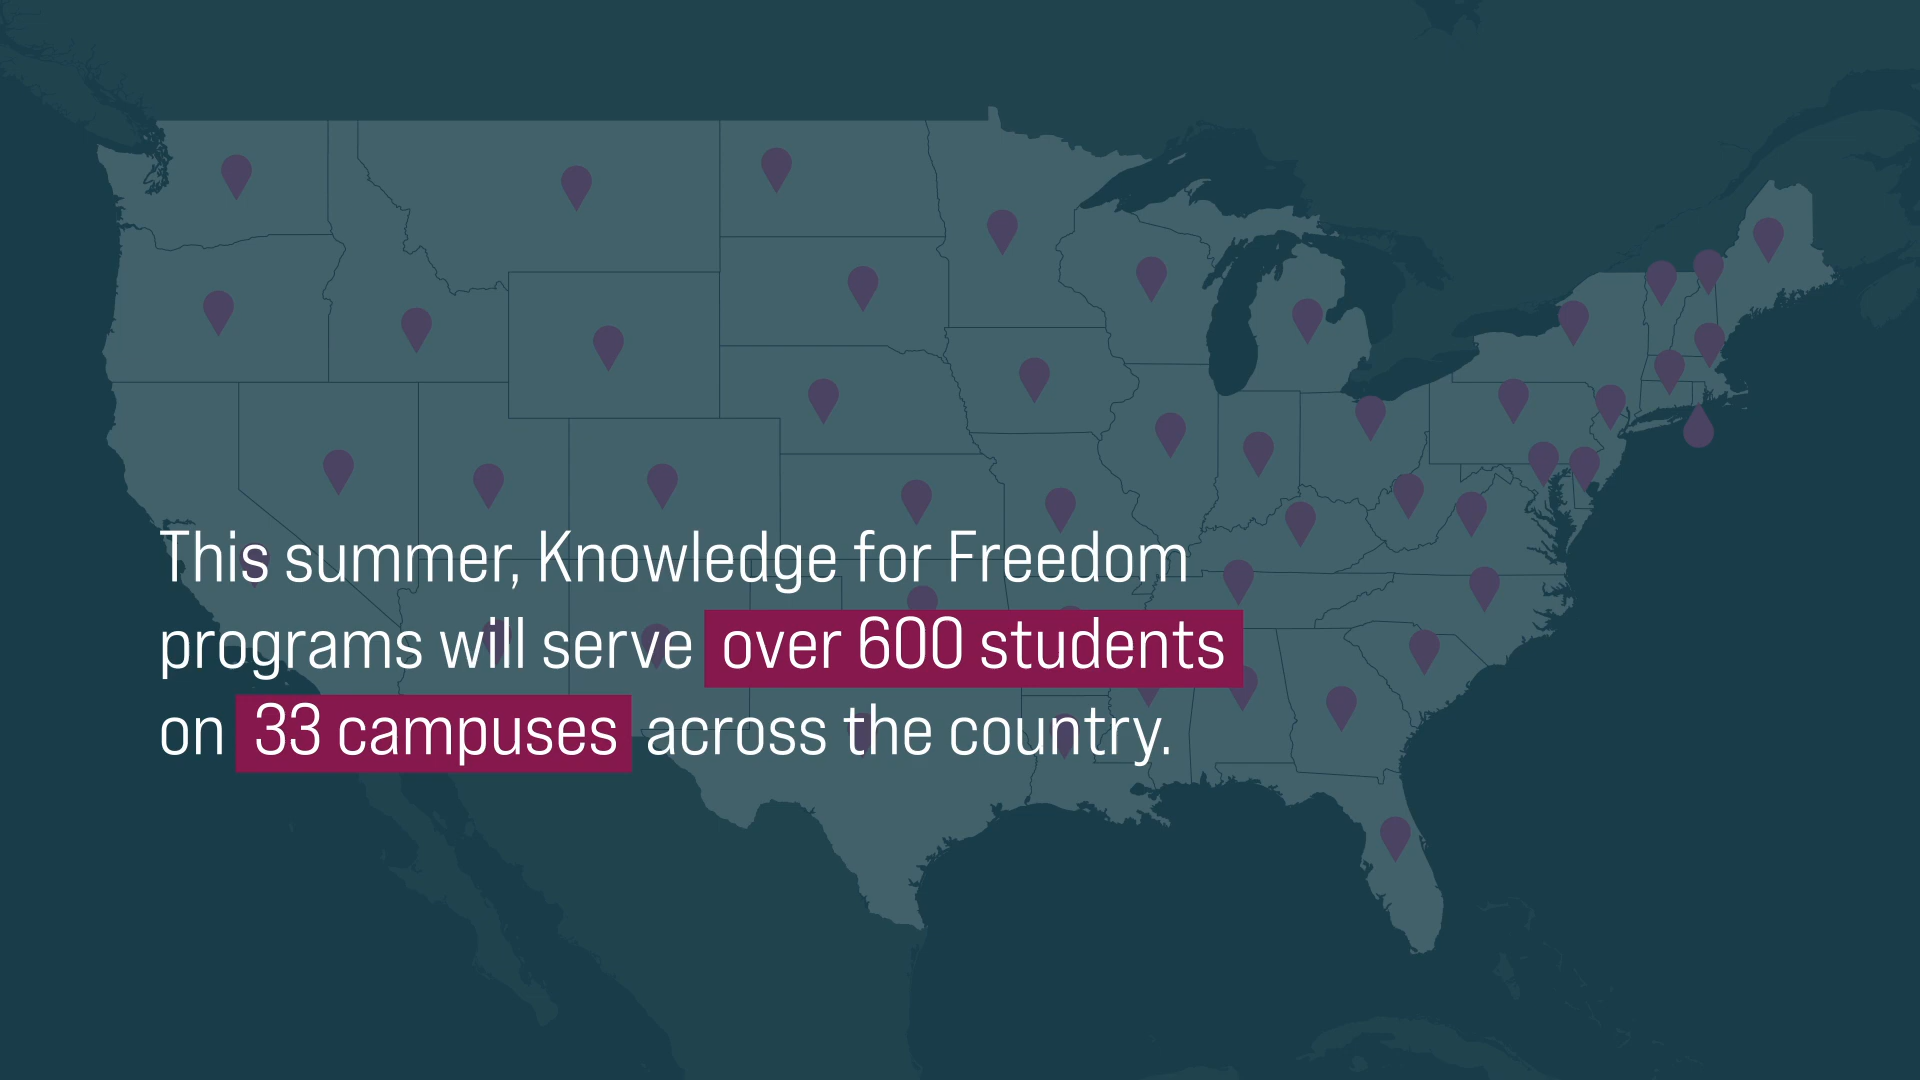 This summer, Knowledge for Freedom
programs will serve over 600 students
on 33 campuses across the country.